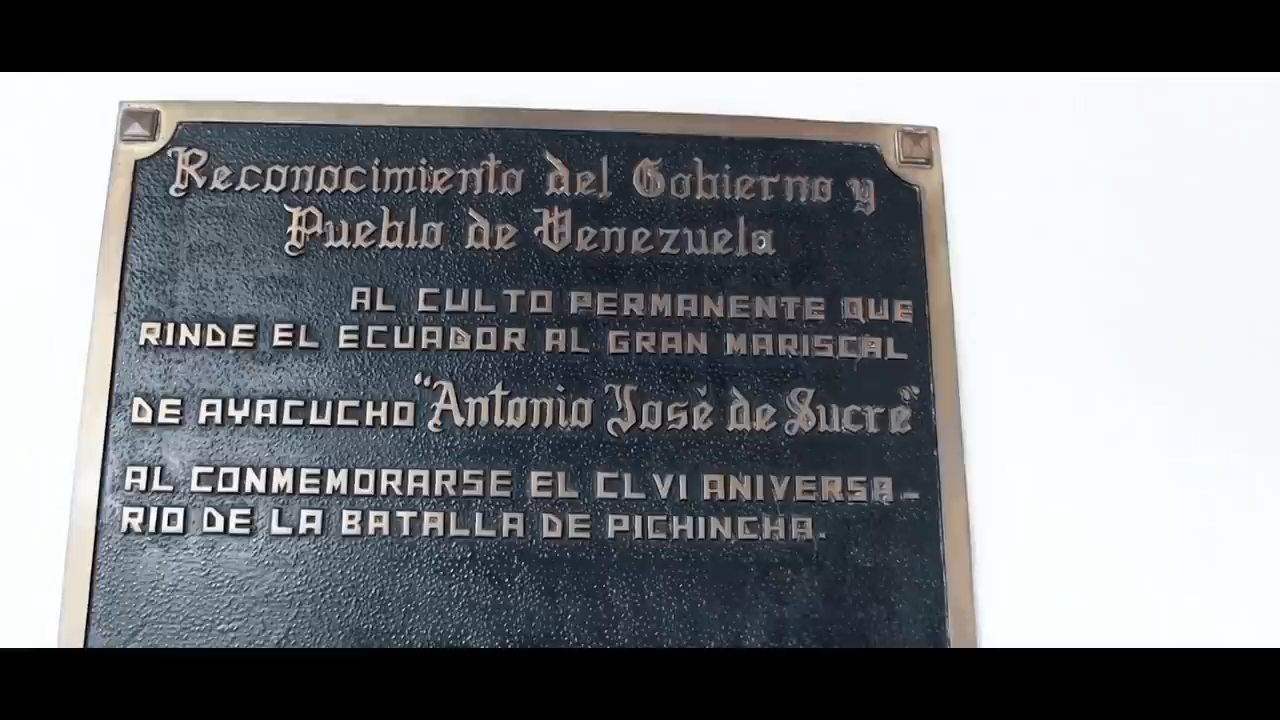 Reconocimiento del Gobierno y
Pueblo de Venezuela
AL CULTO PERMANENTE QUE
RINDE EL ECUADOR AL GRAN MARISCAL
DE AYACUCHO "Antonio José de Sucre"
AL CONMEMORARSE EL CLVI ANIVERSA-
RIO DE LA BATALLA DE PICHINCHA.